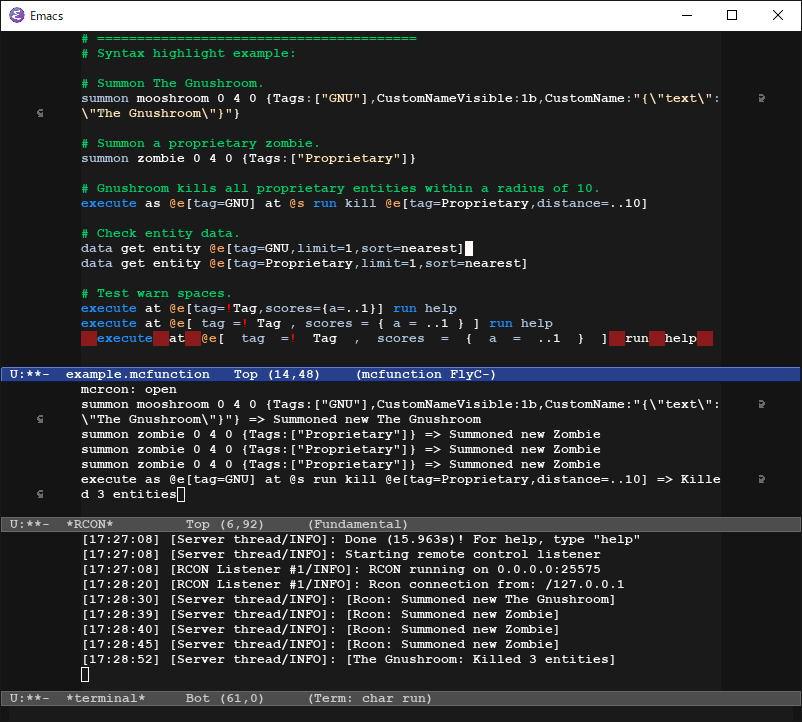 Emacs
# ========================================
# Syntax highlight example:
# Summon The Gnushroom.
summon mooshroom 0 4 0 {Tags:["GNU"],CustomNameVisible:1b,CustomName:"{\"text\":
\"The Gnushroom\"}"}
# Summon a proprietary zombie.
summon zombie 0 4 0 {Tags:["Proprietary"]}
# Gnushroom kills all proprietary entities within a radius of 10.
execute as @e[tag=GNU] at @s run kill @e[tag=Proprietary,distance=..10]
# Check entity data.
data get entity @e[tag=GNU,limit=1,sort=nearest]
data get entity @e[tag=Proprietary,limit=1,sort=nearest]
# Test warn spaces.
execute at @e[tag=!Tag,scores={a=..1}] run help
execute at @e[ tag =! Tag , scores = { a = ..1 } ] run help
  execute  at  @e[  tag  =!  Tag  ,  scores  =  {  a  =  ..1  }  ]  run  help
U:**-  example.mcfunction   Top (14,48)    (mcfunction FlyC-)
mcrcon: open
summon mooshroom 0 4 0 {Tags:["GNU"],CustomNameVisible:1b,CustomName:"{\"text\":
\"The Gnushroom\"}"} => Summoned new The Gnushroom
summon zombie 0 4 0 {Tags:["Proprietary"]} => Summoned new Zombie
summon zombie 0 4 0 {Tags:["Proprietary"]} => Summoned new Zombie
summon zombie 0 4 0 {Tags:["Proprietary"]} => Summoned new Zombie
execute as @e[tag=GNU] at @s run kill @e[tag=Proprietary,distance=..10] => Kille
d 3 entities
U:**-  *RCON*         Top (6,92)     (Fundamental)
[17:27:08] [Server thread/INFO]: Done (15.963s)! For help, type "help"
[17:27:08] [Server thread/INFO]: Starting remote control listener
[17:27:08] [RCON Listener #1/INFO]: RCON running on 0.0.0.0:25575
[17:28:20] [RCON Listener #1/INFO]: Rcon connection from: /127.0.0.1
[17:28:30] [Server thread/INFO]: [Rcon: Summoned new The Gnushroom]
[17:28:39] [Server thread/INFO]: [Rcon: Summoned new Zombie]
[17:28:40] [Server thread/INFO]: [Rcon: Summoned new Zombie]
[17:28:45] [Server thread/INFO]: [Rcon: Summoned new Zombie]
[17:28:52] [Server thread/INFO]: [The Gnushroom: Killed 3 entities]
U:**-  *terminal*     Bot (61,0)     (Term: char run)